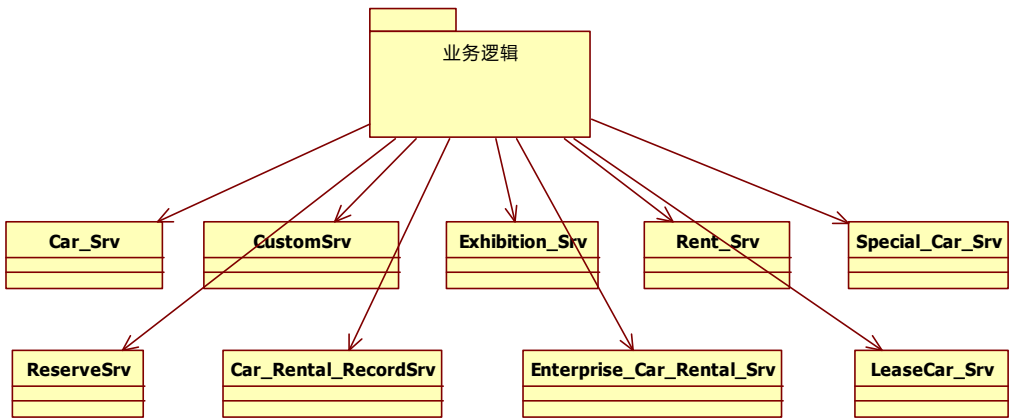 业务逻辑
Car_Srv
CustomSrv
Exhibition_Srv
Rent_Srv
Special_Car_Srv
ReserveSrv
Car_Rental_RecordSrv
Enterprise_Car_Rental_Srv
LeaseCar_Srv